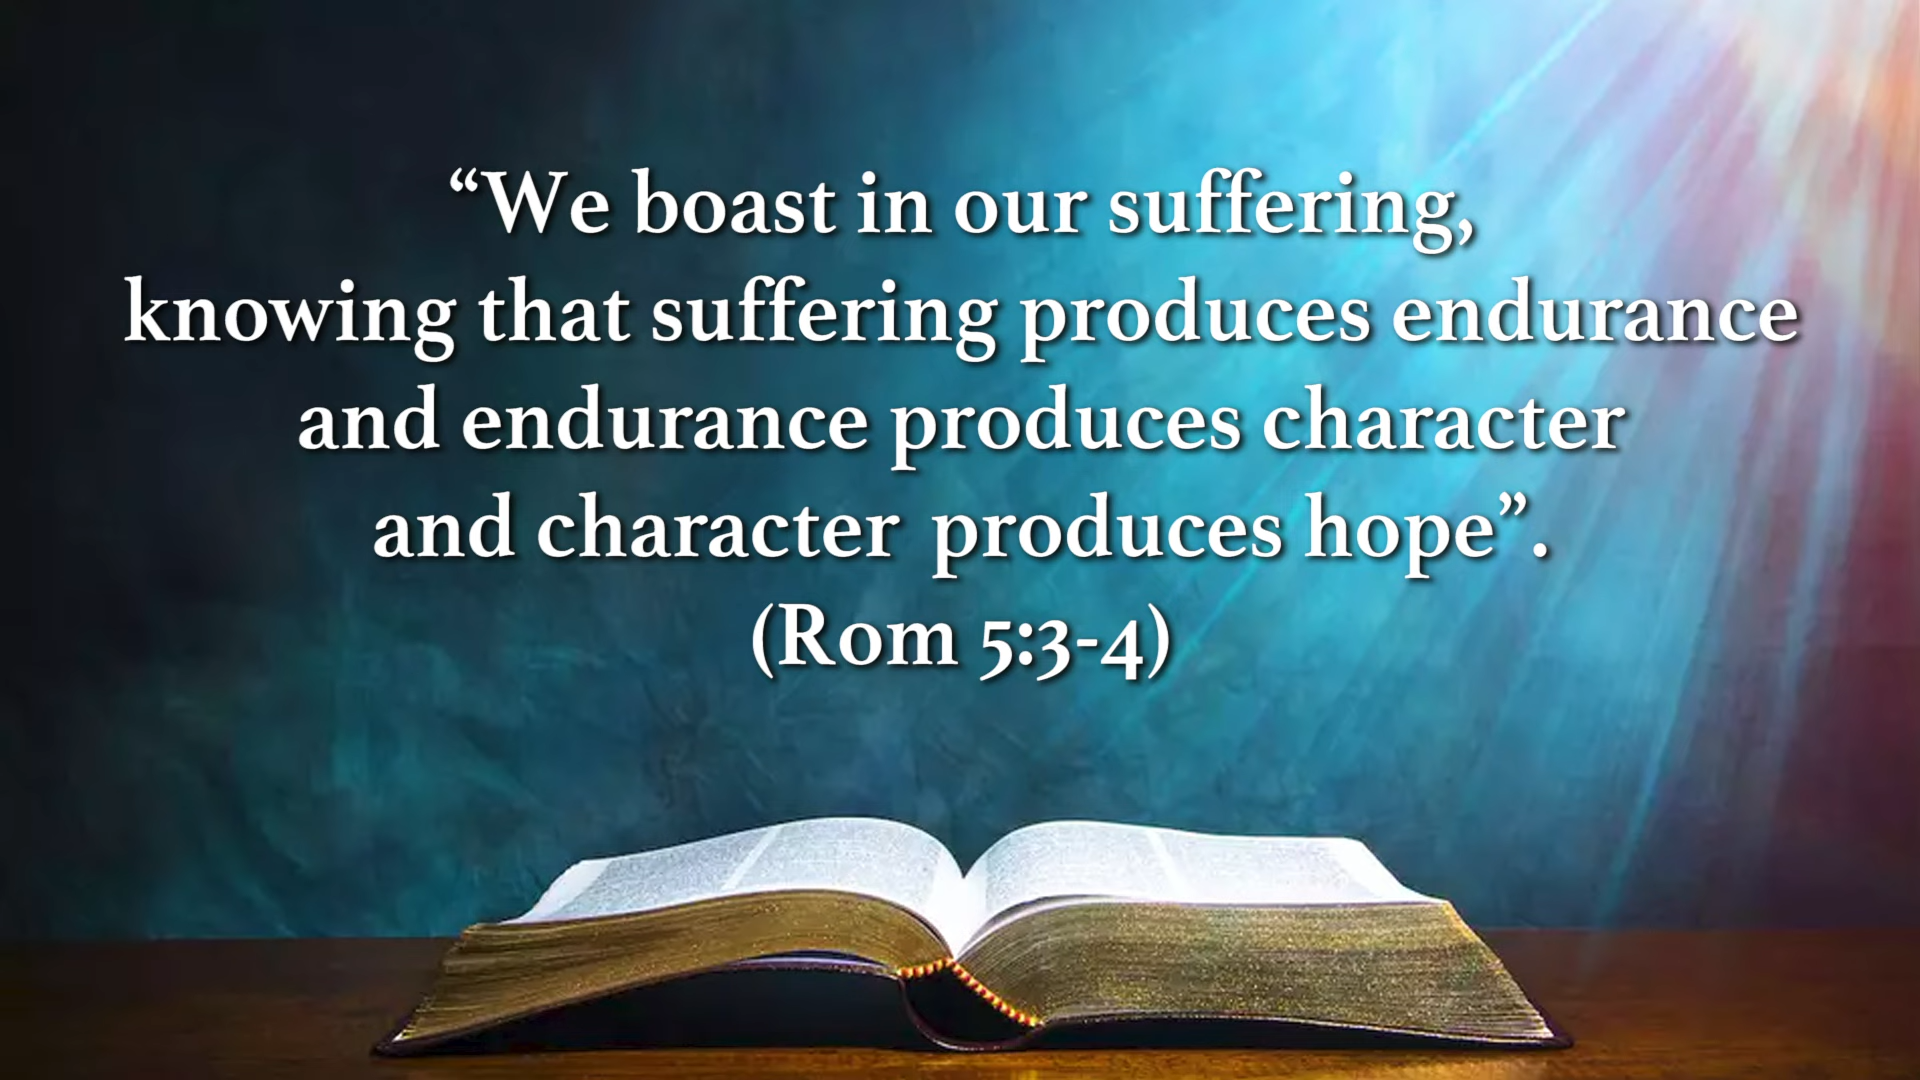 “We boast in our suffering,
knowing that suffering produces endurance
and endurance produces character
and character produces hope”.
(Rom 5:3-4)